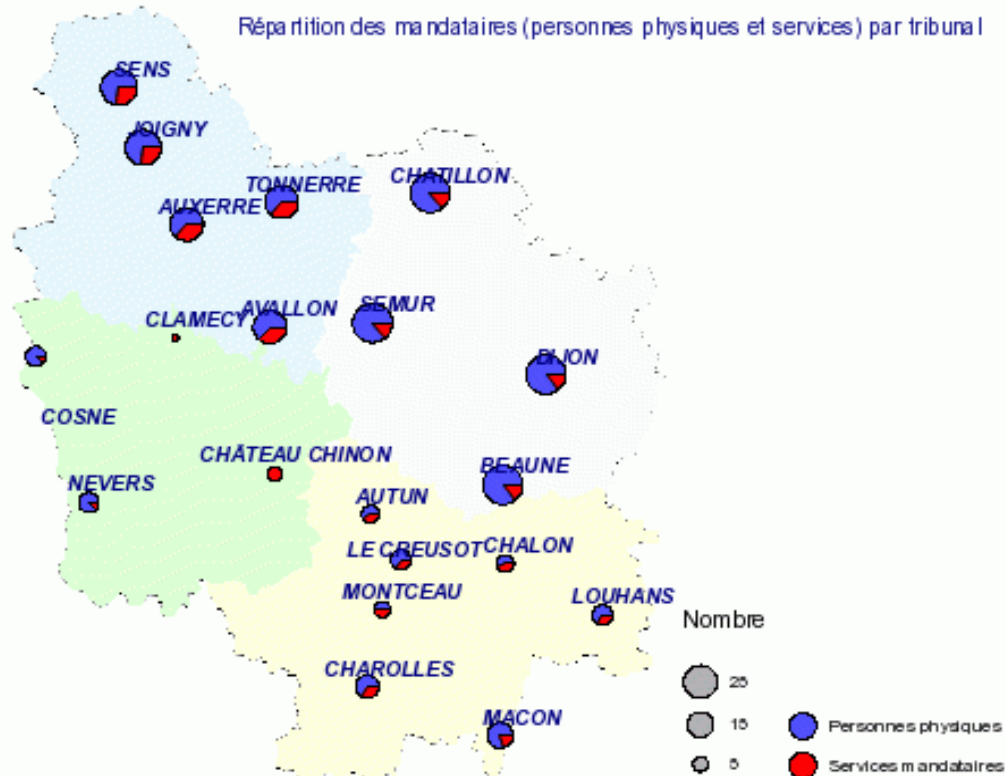 Répartition des mandataires (personnes physiques et services) par tribunal
SENS
JOIGNY
TONNERRE
CHATILLON
AUXERRE
AVALLON
SEMUR
CLAMECY
DIJON
COSNE
CHÂTEAU CHINON
BEAUNE
NEVERS
AUTUN
LE CREUSOT
CHALON
MONTCEAU
LOUHANS
Nombre
CHAROLLES
25
MACON
15
Personnes physiques
5
Services mandataires